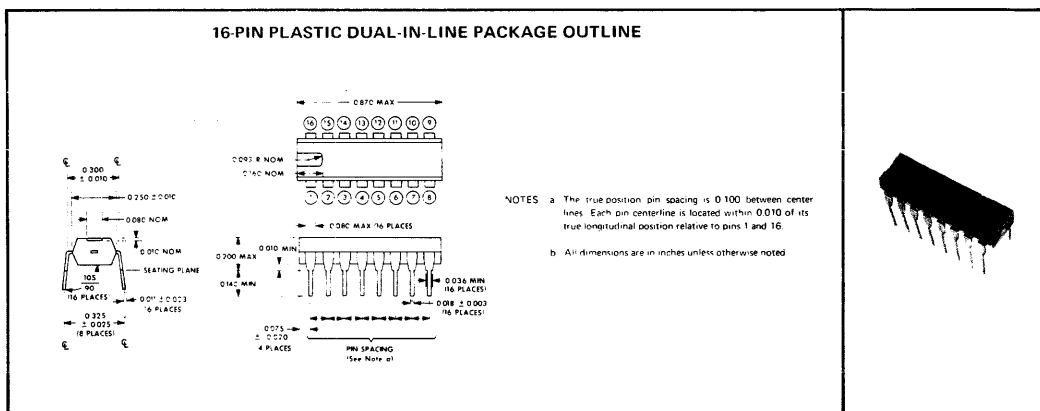 16-PIN PLASTIC DUAL-IN-LINE PACKAGE OUTLINE
0.870 MAX
16 15 14 13 12 11 10 9
0.093 R NOM
0.160 NOM
1 2 3 4 5 6 7 8
℄ ℄
0.300
± 0.010
0.250 ± 0.010
0.080 NOM
0.010 NOM
SEATING PLANE
105
90
(16 PLACES)
0.011 ± 0.003
16 PLACES
0.325
± 0.025
(8 PLACES)
℄ ℄
0.080 MAX 16 PLACES
0.010 MIN
0.200 MAX
0.140 MIN
0.036 MIN
(16 PLACES)
0.018 ± 0.003
(16 PLACES)
0.075
± 0.020
4 PLACES
PIN SPACING
(See Note a)
NOTES a The true-position pin spacing is 0.100 between center
lines. Each pin centerline is located within 0.010 of its
true longitudinal position relative to pins 1 and 16.
b All dimensions are in inches unless otherwise noted